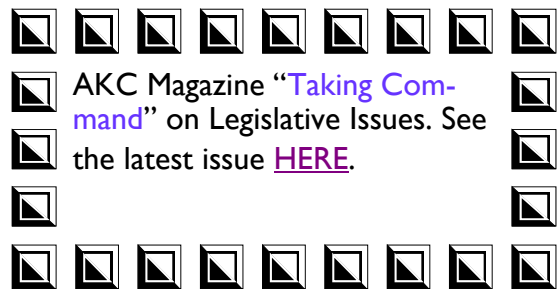 AKC Magazine “Taking Com-
mand” on Legislative Issues. See
the latest issue HERE.